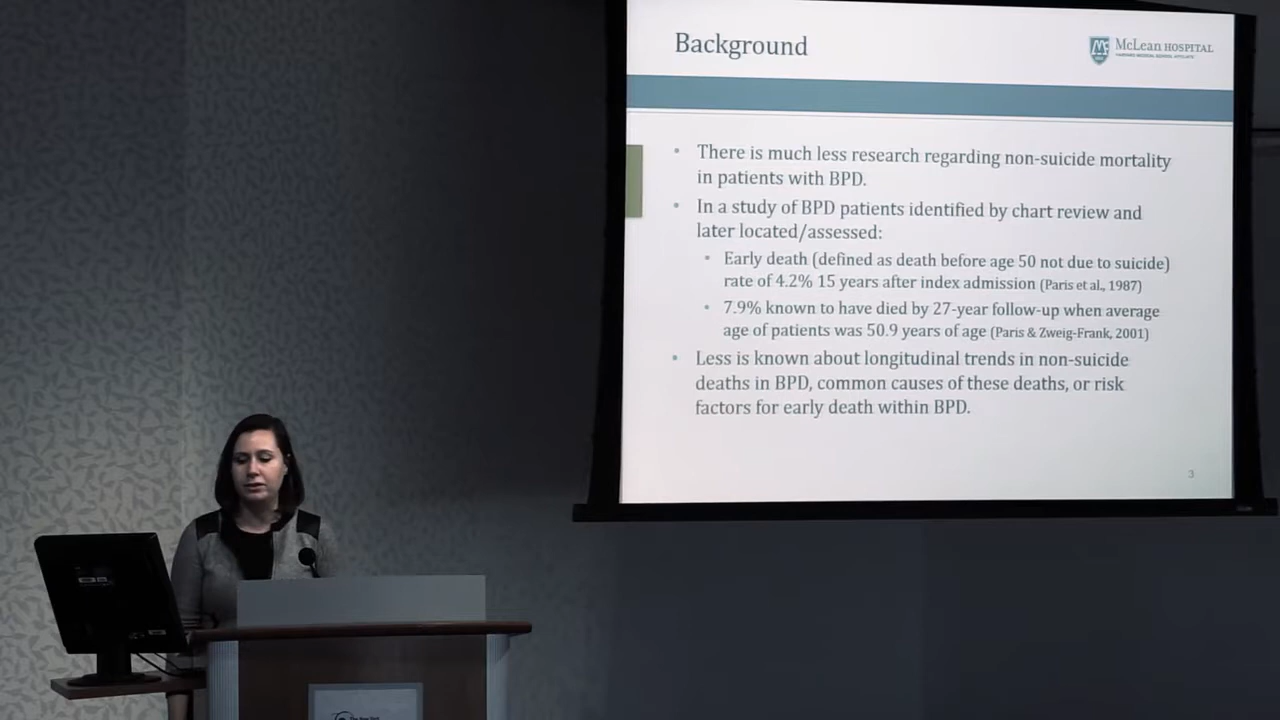 Background
McLean HOSPITAL
HARVARD MEDICAL SCHOOL AFFILIATE
• There is much less research regarding non-suicide mortality
in patients with BPD.
• In a study of BPD patients identified by chart review and
later located/assessed:
• Early death (defined as death before age 50 not due to suicide)
rate of 4.2% 15 years after index admission (Paris et al., 1987)
• 7.9% known to have died by 27-year follow-up when average
age of patients was 50.9 years of age (Paris & Zweig-Frank, 2001)
• Less is known about longitudinal trends in non-suicide
deaths in BPD, common causes of these deaths, or risk
factors for early death within BPD.
3